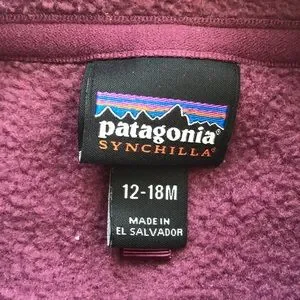 patagonia®
SYNCHILLA®
12-18M
MADE IN
EL SALVADOR